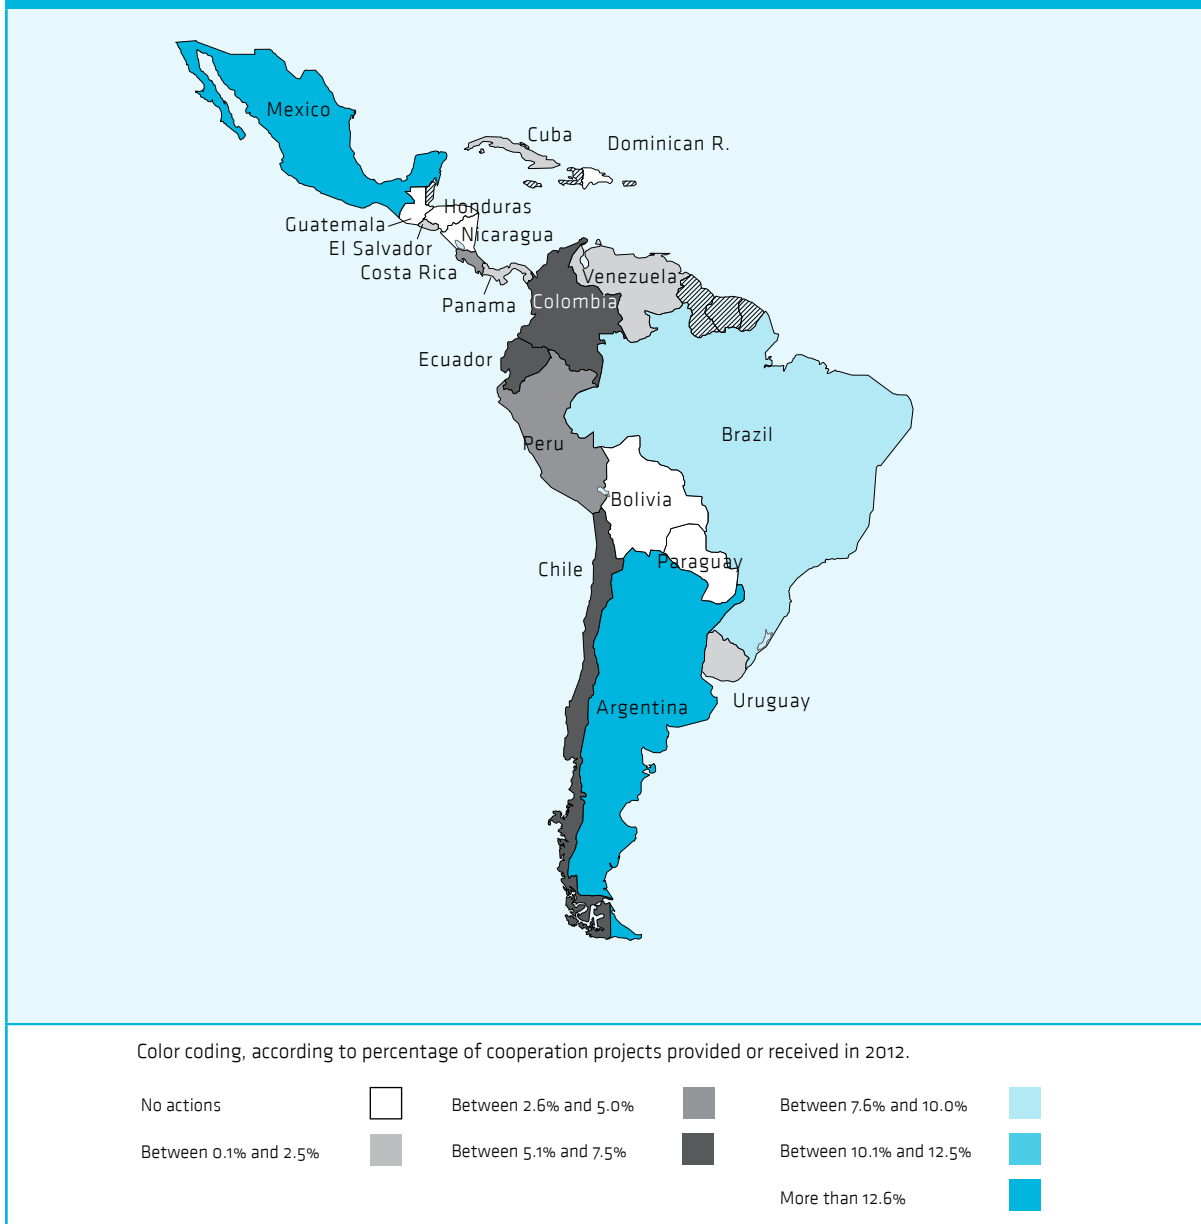 Mexico
Cuba
Dominican R.
Honduras
Guatemala
Nicaragua
El Salvador
Costa Rica
Venezuela
Panama
Colombia
Ecuador
Brazil
Peru
Bolivia
Paraguay
Chile
Uruguay
Argentina
Color coding, according to percentage of cooperation projects provided or received in 2012.
No actions
Between 2.6% and 5.0%
Between 7.6% and 10.0%
Between 0.1% and 2.5%
Between 5.1% and 7.5%
Between 10.1% and 12.5%
More than 12.6%